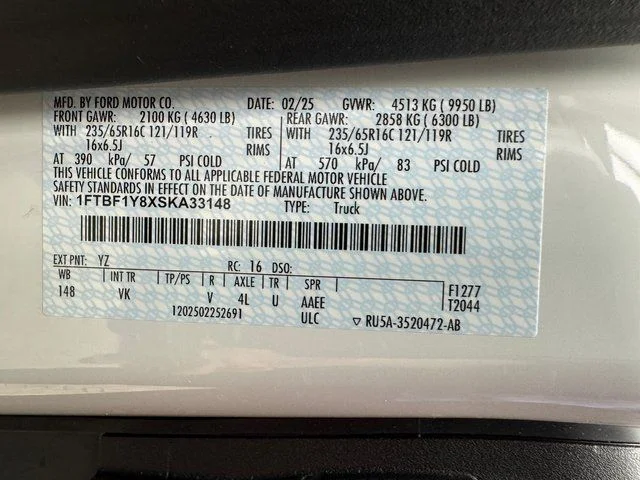 MFD. BY FORD MOTOR CO. DATE: 02/25 GVWR: 4513 KG ( 9950 LB)
FRONT GAWR: 2100 KG ( 4630 LB) REAR GAWR: 2858 KG ( 6300 LB)
WITH 235/65R16C 121/119R TIRES WITH 235/65R16C 121/119R TIRES
16x6.5J RIMS 16x6.5J RIMS
AT 390 kPa/ 57 PSI COLD AT 570 kPa/ 83 PSI COLD
THIS VEHICLE CONFORMS TO ALL APPLICABLE FEDERAL MOTOR VEHICLE
SAFETY STANDARDS IN EFFECT ON THE DATE OF MANUFACTURE SHOWN ABOVE.
VIN: 1FTBF1Y8XSKA33148 TYPE: Truck
EXT PNT: YZ RC: 16 DSO:
WB INT TR TP/PS R AXLE TR SPR F1277
148 VK V 4L U AAEE T2044
1202502252691 ULC ▽ RU5A-3520472-AB